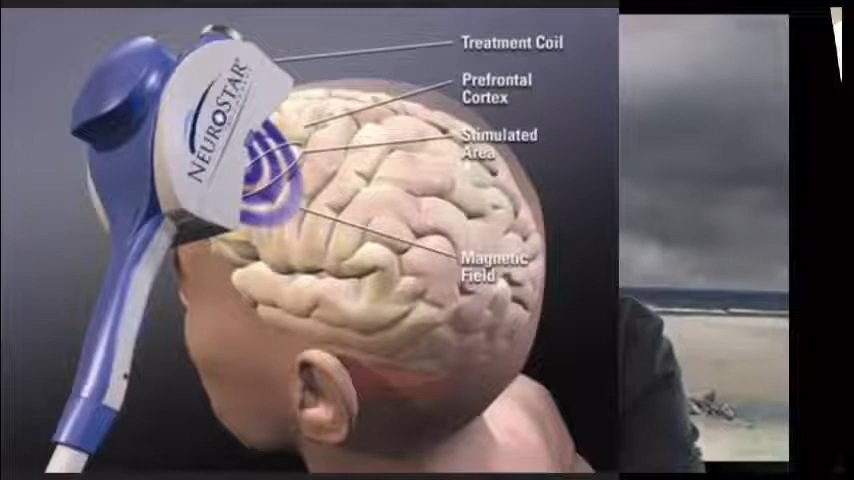 NEUROSTAR®
Treatment Coil
Prefrontal
Cortex
Stimulated
Area
Magnetic
Field